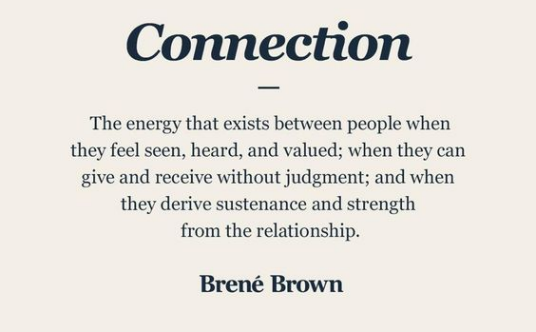 Connection
The energy that exists between people when
they feel seen, heard, and valued; when they can
give and receive without judgment; and when
they derive sustenance and strength
from the relationship.
Brené Brown